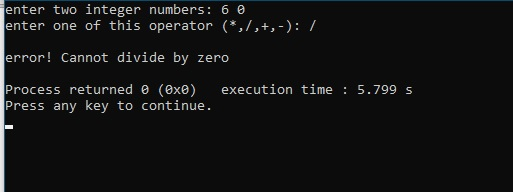 enter two integer numbers: 6 0
enter one of this operator (*,/,+,-): /
error! Cannot divide by zero
Process returned 0 (0x0)   execution time : 5.799 s
Press any key to continue.